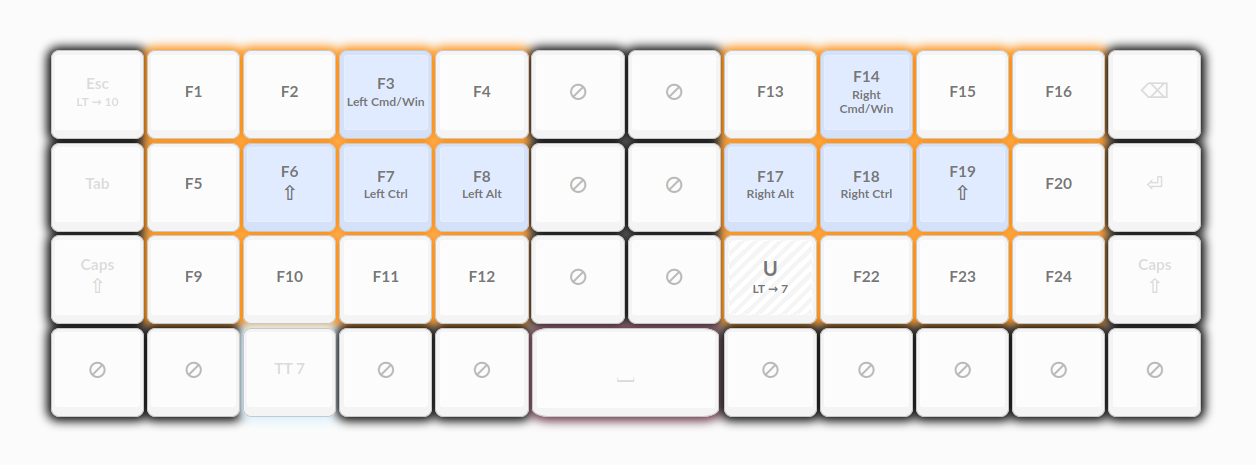 Esc
LT → 10
F1
F2
F3
Left Cmd/Win
F4
F13
F14
Right
Cmd/Win
F15
F16
Tab
F5
F6
⇧
F7
Left Ctrl
F8
Left Alt
F17
Right Alt
F18
Right Ctrl
F19
⇧
F20
Caps
⇧
F9
F10
F11
F12
U
LT → 7
F22
F23
F24
Caps
⇧
TT 7